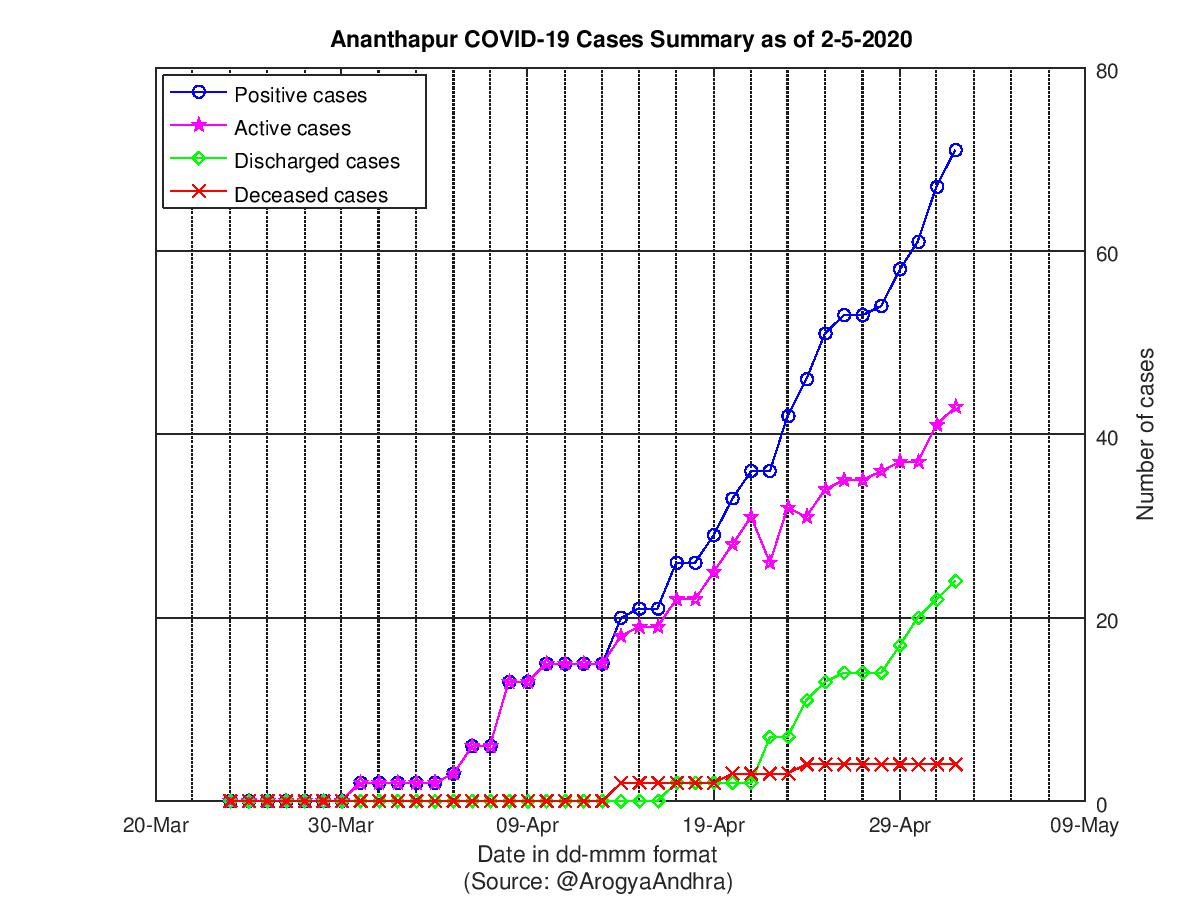 Ananthapur COVID-19 Cases Summary as of 2-5-2020
Positive cases
Active cases
Discharged cases
Deceased cases
80
60
40
20
0
Number of cases
20-Mar 30-Mar 09-Apr 19-Apr 29-Apr 09-May
Date in dd-mmm format
(Source: @ArogyaAndhra)